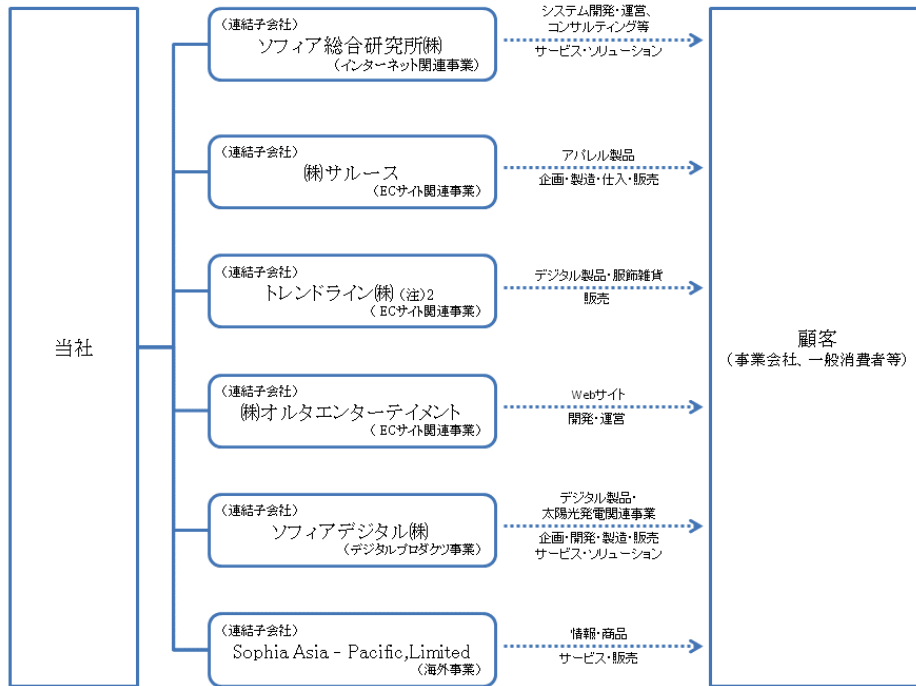 当社
(連結子会社)
ソフィア総合研究所㈱
(インターネット関連事業)
システム開発・運営、
コンサルティング等
サービス・ソリューション
(連結子会社)
㈱サルース
(ECサイト関連事業)
アパレル製品
企画・製造・仕入・販売
(連結子会社)
トレンドライン㈱ (注)2
( ECサイト関連事業)
デジタル製品・服飾雑貨
販売
(連結子会社)
㈱オルタエンターテイメント
( ECサイト関連事業)
Webサイト
開発・運営
(連結子会社)
ソフィアデジタル㈱
(デジタルプロダクツ事業)
デジタル製品・
太陽光発電関連事業
企画・開発・製造・販売
サービス・ソリューション
(連結子会社)
Sophia Asia - Pacific,Limited
(海外事業)
情報・商品
サービス・販売
顧客
(事業会社、一般消費者等)